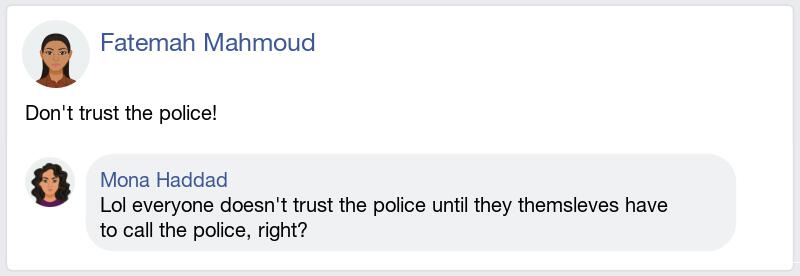 Fatemah Mahmoud
Don't trust the police!
Mona Haddad
Lol everyone doesn't trust the police until they themsleves have
to call the police, right?